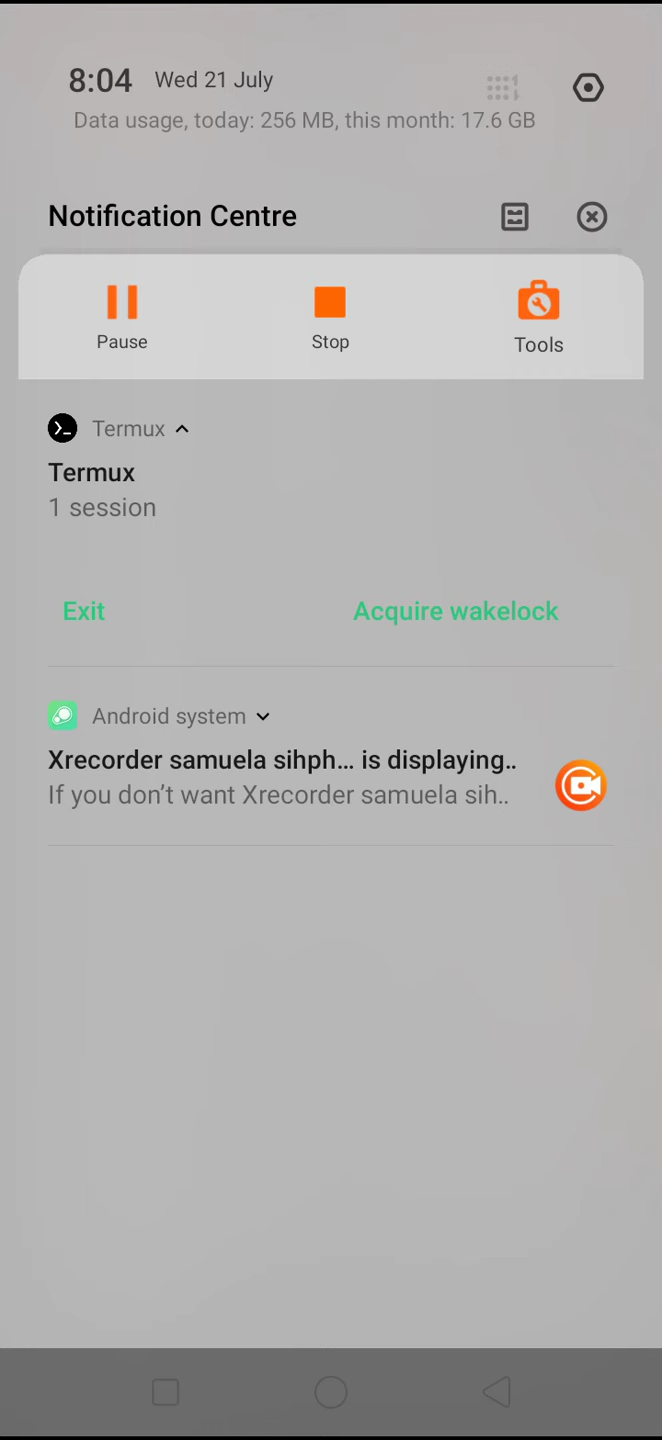 8:04 Wed 21 July
Data usage, today: 256 MB, this month: 17.6 GB
Notification Centre
Pause Stop Tools
Termux
Termux
1 session
Exit Acquire wakelock
Android system
Xrecorder samuela sihph... is displaying..
If you don’t want Xrecorder samuela sih..